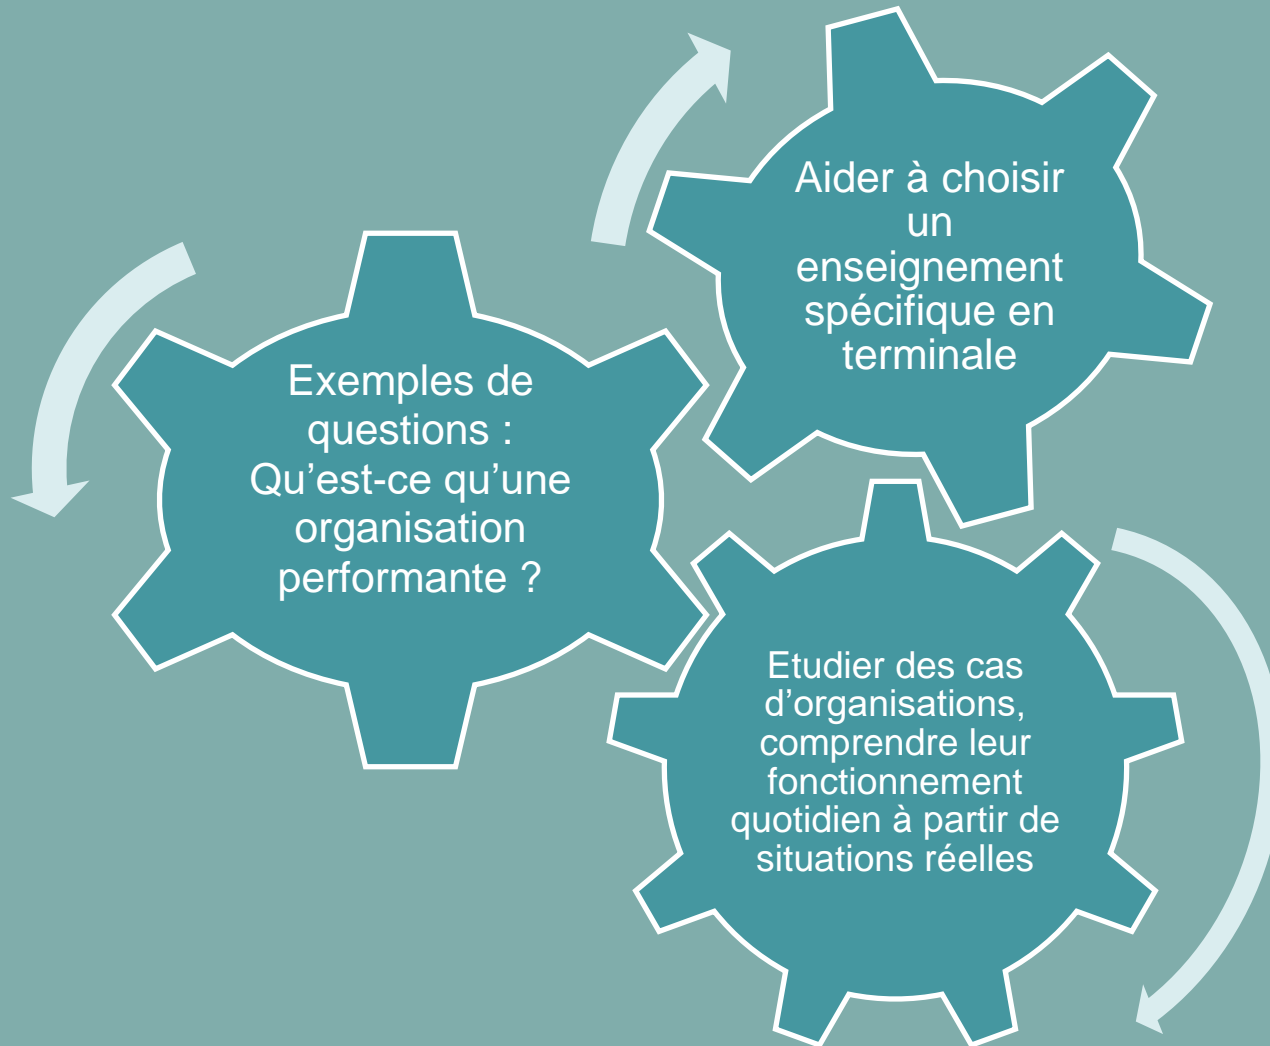 Aider à choisir
un
enseignement
spécifique en
terminale
Exemples de
questions :
Qu’est-ce qu’une
organisation
performante ?
Etudier des cas
d’organisations,
comprendre leur
fonctionnement
quotidien à partir de
situations réelles